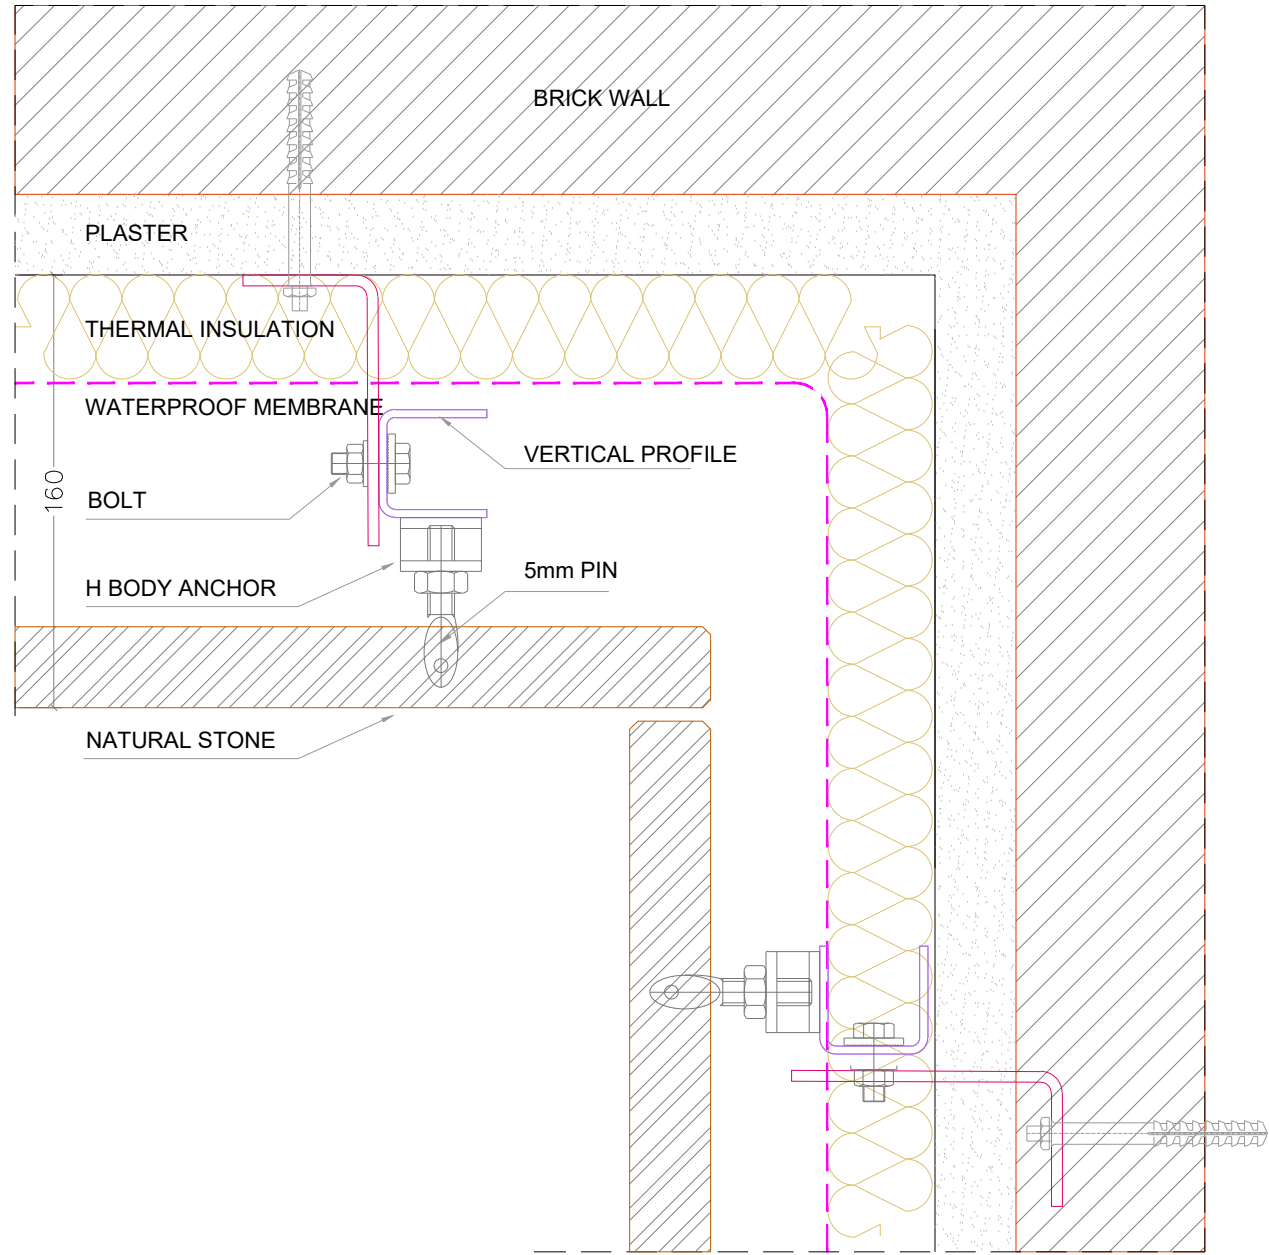 BRICK WALL
PLASTER
THERMAL INSULATION
WATERPROOF MEMBRANE
VERTICAL PROFILE
160
BOLT
5mm PIN
H BODY ANCHOR
NATURAL STONE